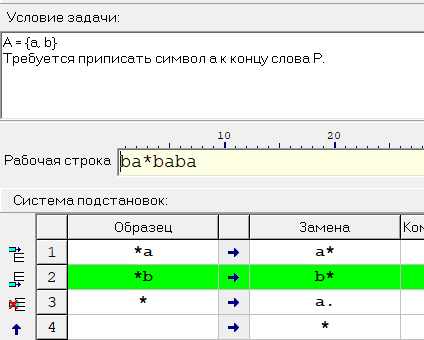 Условие задачи:
A = {a, b}
Требуется приписать символ a к концу слова P.
10 20
Рабочая строка ba*baba
Система подстановок:
Образец Замена Ком
1 *a → a*
2 *b → b*
3 * → a.
4 → *